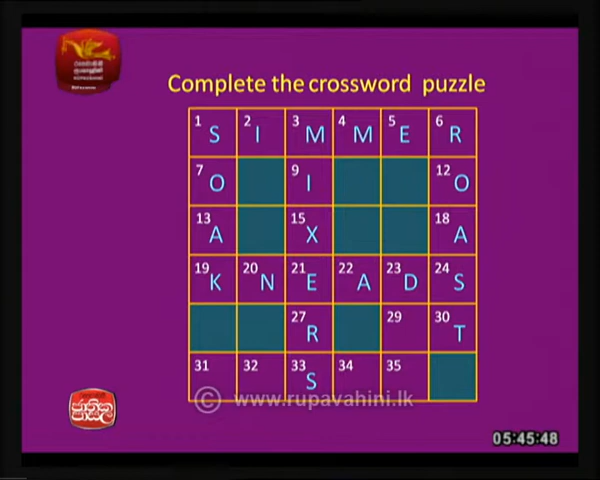 Complete the crossword puzzle
1 S 2 I 3 M 4 M 5 E 6 R
7 O 9 I 12 O
13 A 15 X 18 A
19 K 20 N 21 E 22 A 23 D 24 S
27 R 29 30 T
31 32 33 S 34 35
© www.rupavahini.lk
05:45:48